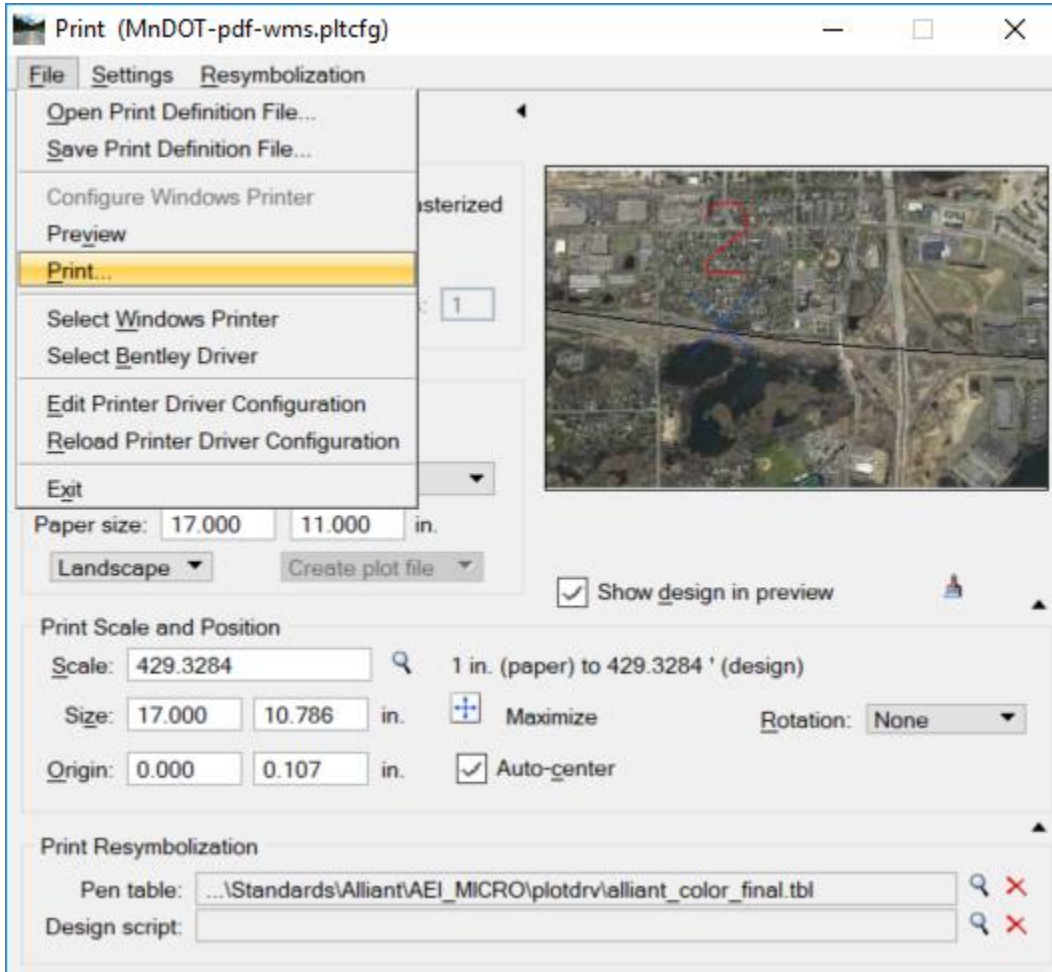 Print (MnDOT-pdf-wms.pltcfg)
File Settings Resymbolization
Open Print Definition File...
Save Print Definition File...
Configure Windows Printer
Preview
Print...
Select Windows Printer
Select Bentley Driver
Edit Printer Driver Configuration
Reload Printer Driver Configuration
Exit
1
2
Paper size: 17.000 11.000 in.
Landscape Create plot file
Show design in preview
Print Scale and Position
Scale: 429.3284 1 in. (paper) to 429.3284 ' (design)
Size: 17.000 10.786 in. Maximize Rotation: None
Origin: 0.000 0.107 in. Auto-center
Print Resymbolization
Pen table: ...\Standards\Alliant\AEI_MICRO\plotdrv\alliant_color_final.tbl
Design script: